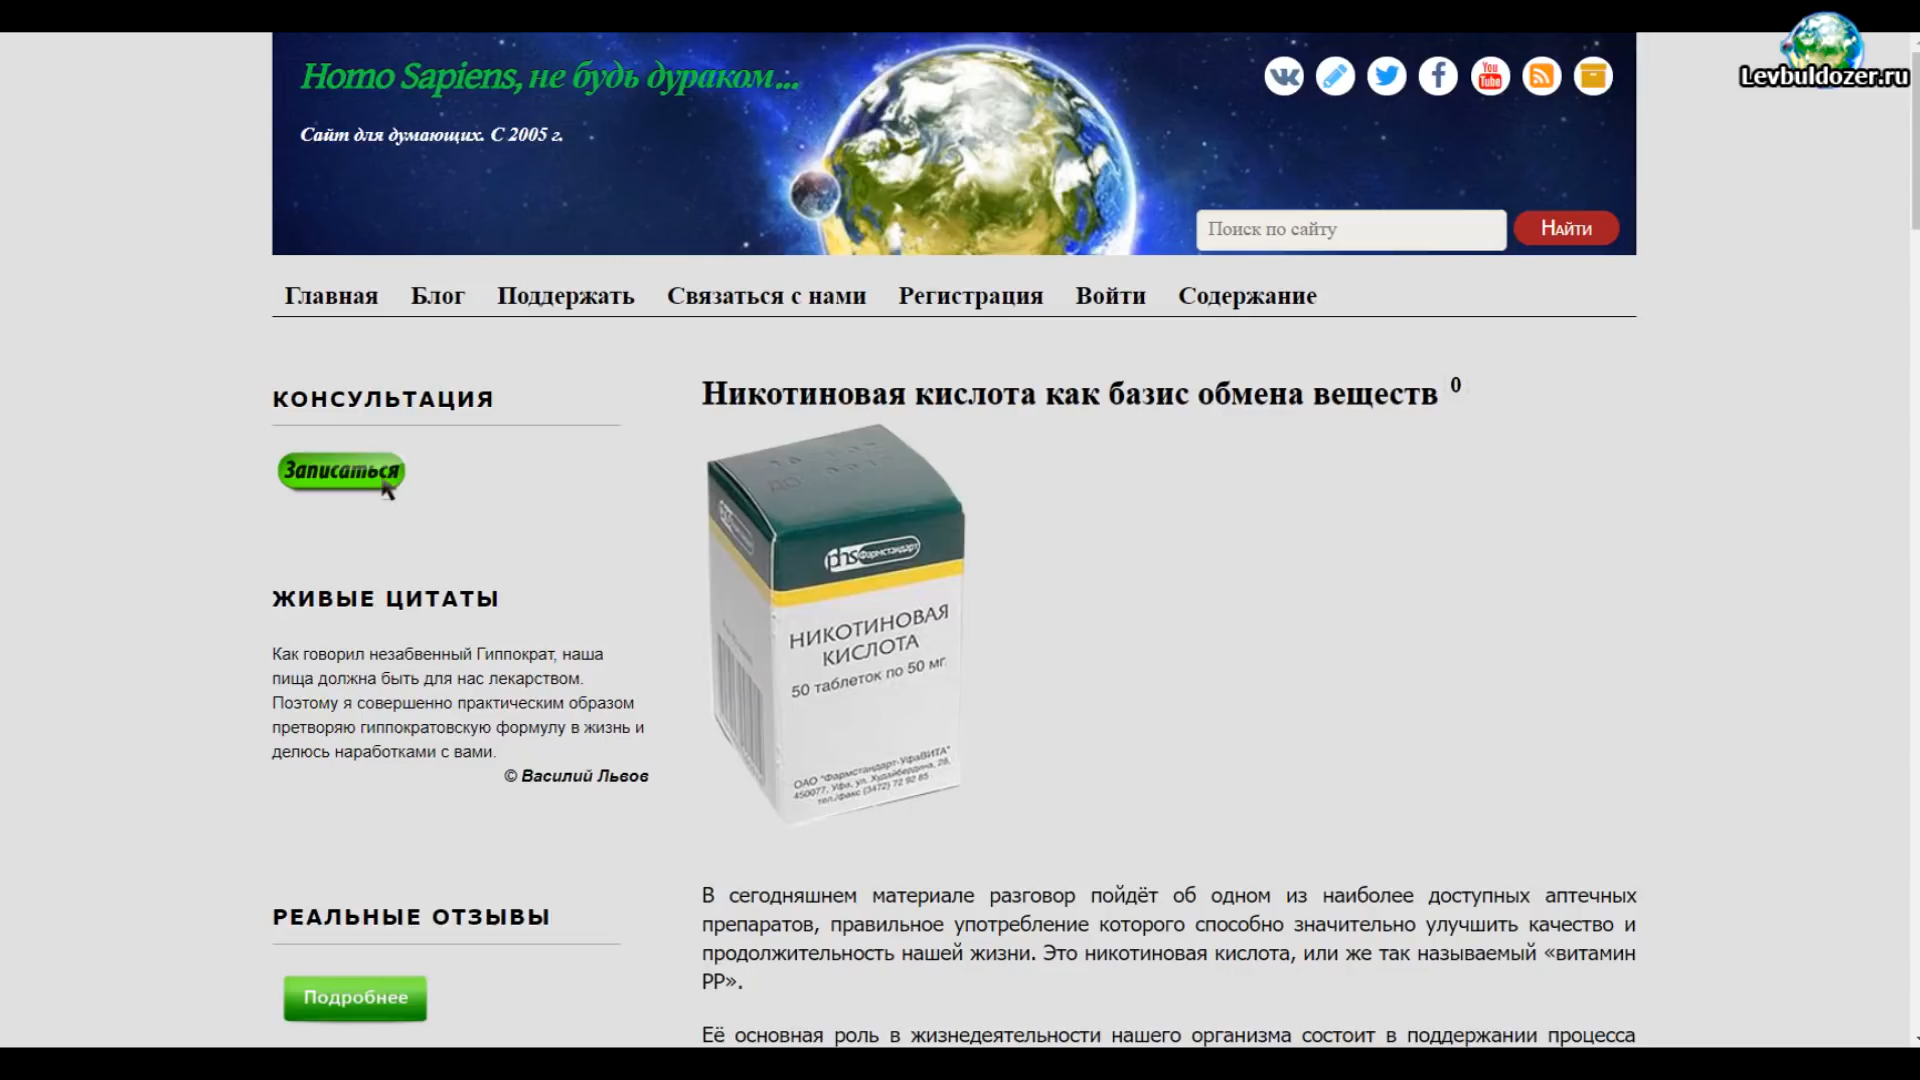 Levbuldozer.ru
Homo Sapiens, не будь дураком...
Сайт для думающих. С 2005 г.
You
Tube
Поиск по сайту
Найти
Главная Блог Поддержать Связаться с нами Регистрация Войти Содержание
КОНСУЛЬТАЦИЯ
Записаться
ЖИВЫЕ ЦИТАТЫ
Как говорил незабвенный Гиппократ, наша
пища должна быть для нас лекарством.
Поэтому я совершенно практическим образом
претворяю гиппократовскую формулу в жизнь и
делюсь наработками с вами.
© Василий Львов
РЕАЛЬНЫЕ ОТЗЫВЫ
Подробнее
Никотиновая кислота как базис обмена веществ 0
phs Фармстандарт
НИКОТИНОВАЯ
КИСЛОТА
50 таблеток по 50 мг
ОАО "Фармстандарт-УфаВИТА"
450077, Уфа, ул. Худайбердина, 28,
тел./факс (3472) 72 92 85
В сегодняшнем материале разговор пойдёт об одном из наиболее доступных аптечных
препаратов, правильное употребление которого способно значительно улучшить качество и
продолжительность нашей жизни. Это никотиновая кислота, или же так называемый «витамин
РР».
Её основная роль в жизнедеятельности нашего организма состоит в поддержании процесса